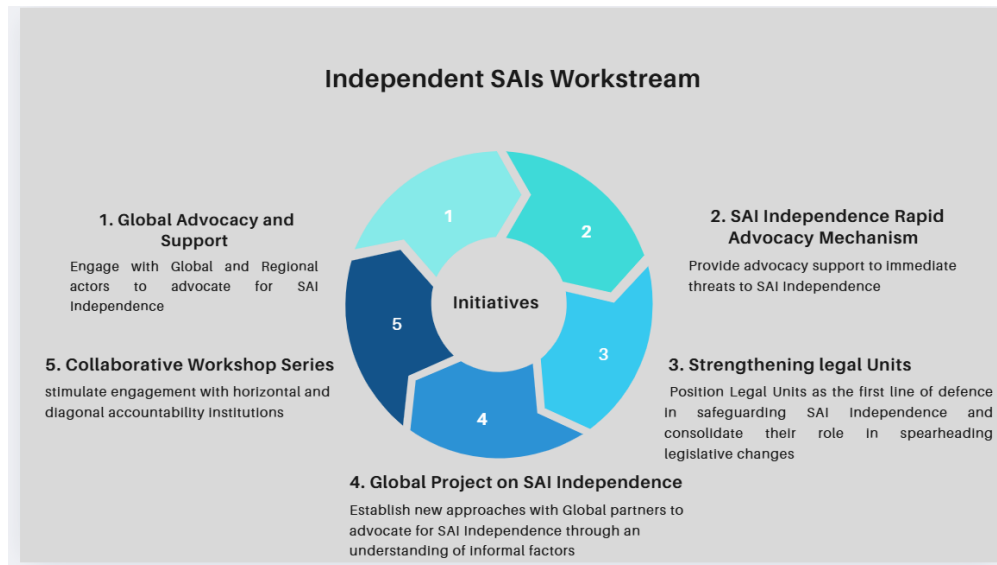 Independent SAIs Workstream
1. Global Advocacy and
Support
Engage with Global and Regional
actors to advocate for SAI
Independence
2. SAI Independence Rapid
Advocacy Mechanism
Provide advocacy support to immediate
threats to SAI Independence
1
2
3
4
5
Initiatives
5. Collaborative Workshop Series
stimulate engagement with horizontal and
diagonal accountability institutions
3. Strengthening legal Units
Position Legal Units as the first line of defence
in safeguarding SAI Independence and
consolidate their role in spearheading
legislative changes
4. Global Project on SAI Independence
Establish new approaches with Global partners to
advocate for SAI Independence through an
understanding of informal factors